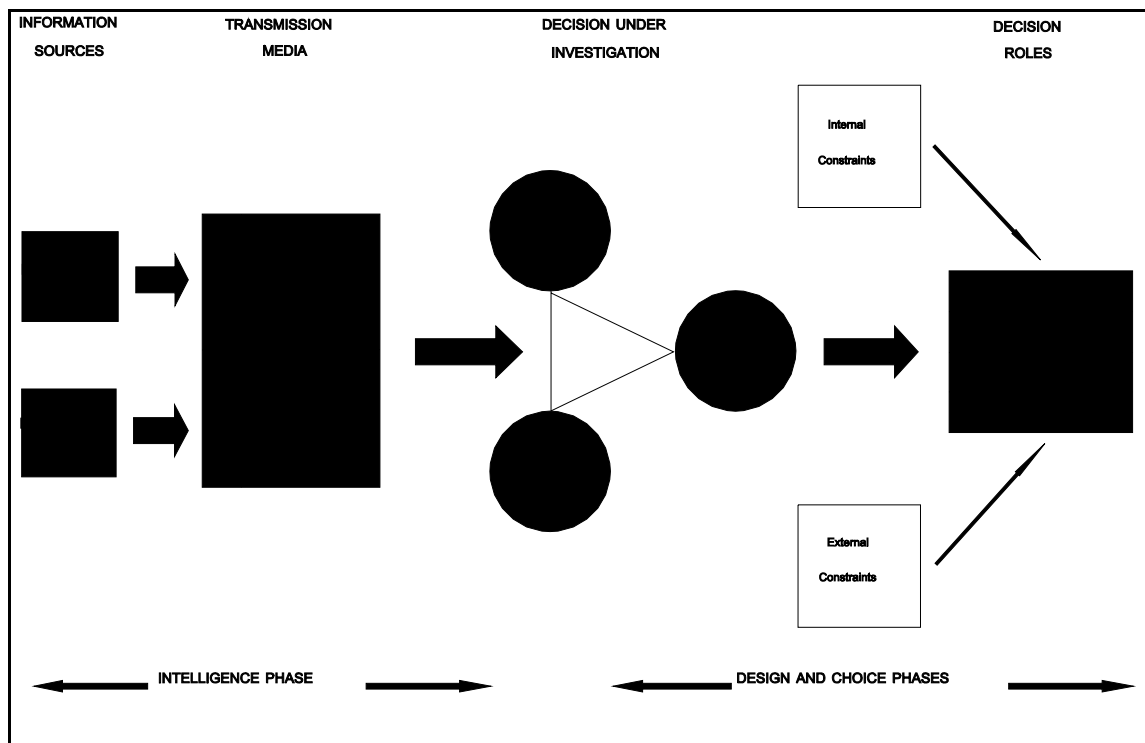 INFORMATION
SOURCES
TRANSMISSION
MEDIA
DECISION UNDER
INVESTIGATION
DECISION
ROLES
Internal
Constraints
External
Constraints
INTELLIGENCE PHASE
DESIGN AND CHOICE PHASES